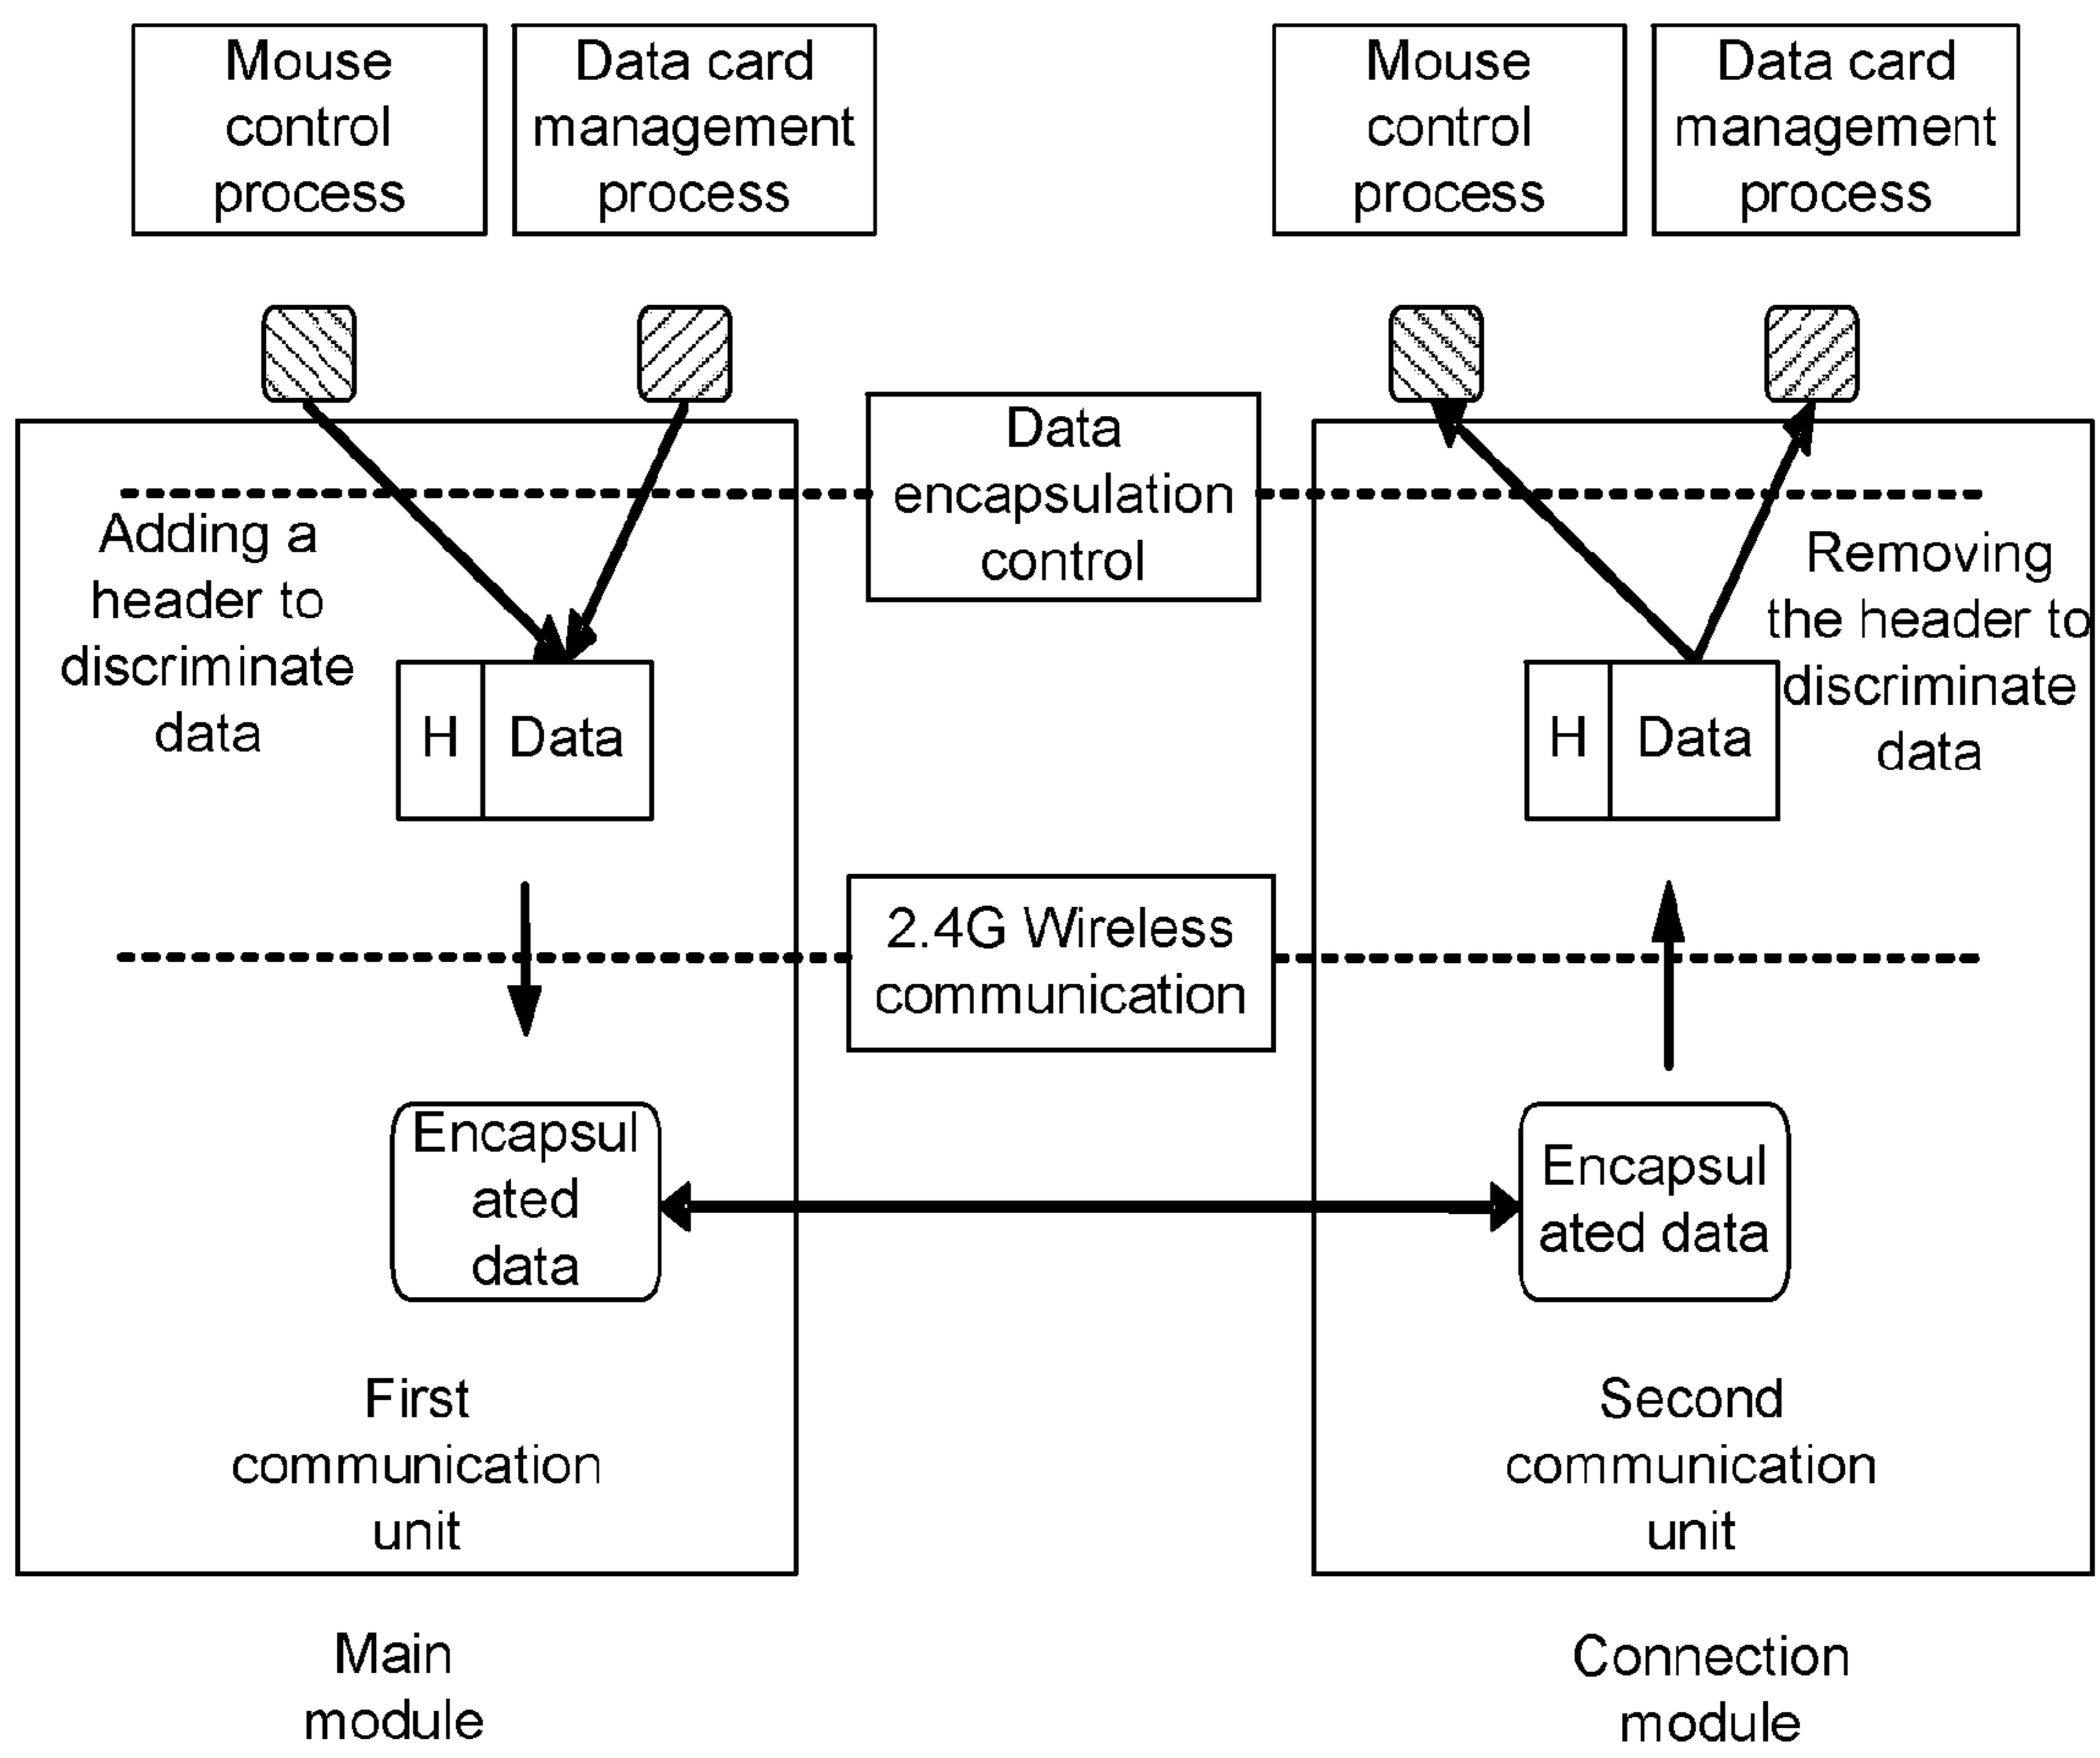 Mouse
control
process
Data card
management
process
Mouse
control
process
Data card
management
process
Data
encapsulation
control
Adding a
header to
discriminate
data
Removing
the header to
discriminate
data
H
Data
H
Data
2.4G Wireless
communication
Encapsul
ated
data
Encapsul
ated data
First
communication
unit
Second
communication
unit
Main
module
Connection
module